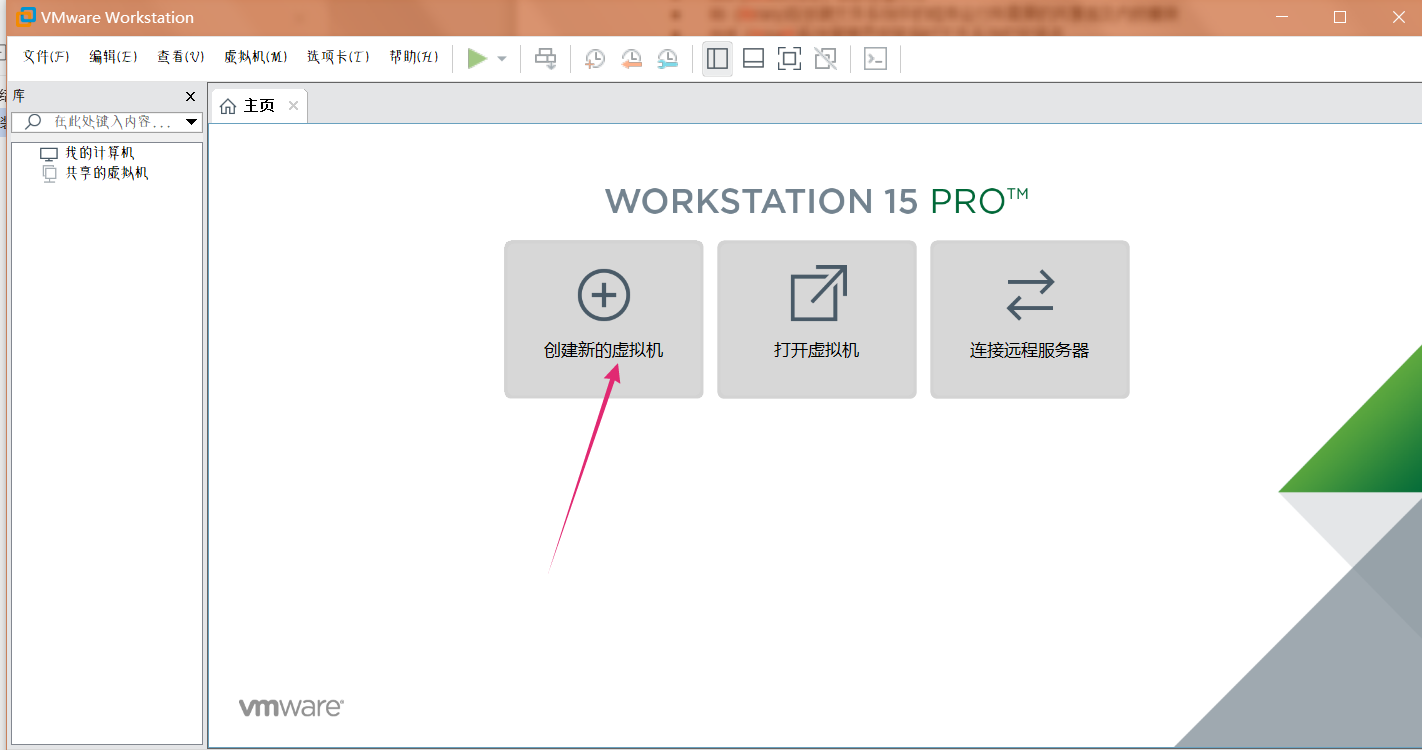 VMware Workstation
文件(F) 编辑(E) 查看(V) 虚拟机(M) 选项卡(T) 帮助(H)
库
在此处键入内容...
我的计算机
共享的虚拟机
主页
WORKSTATION 15 PRO™
创建新的虚拟机 打开虚拟机 连接远程服务器
vmware®